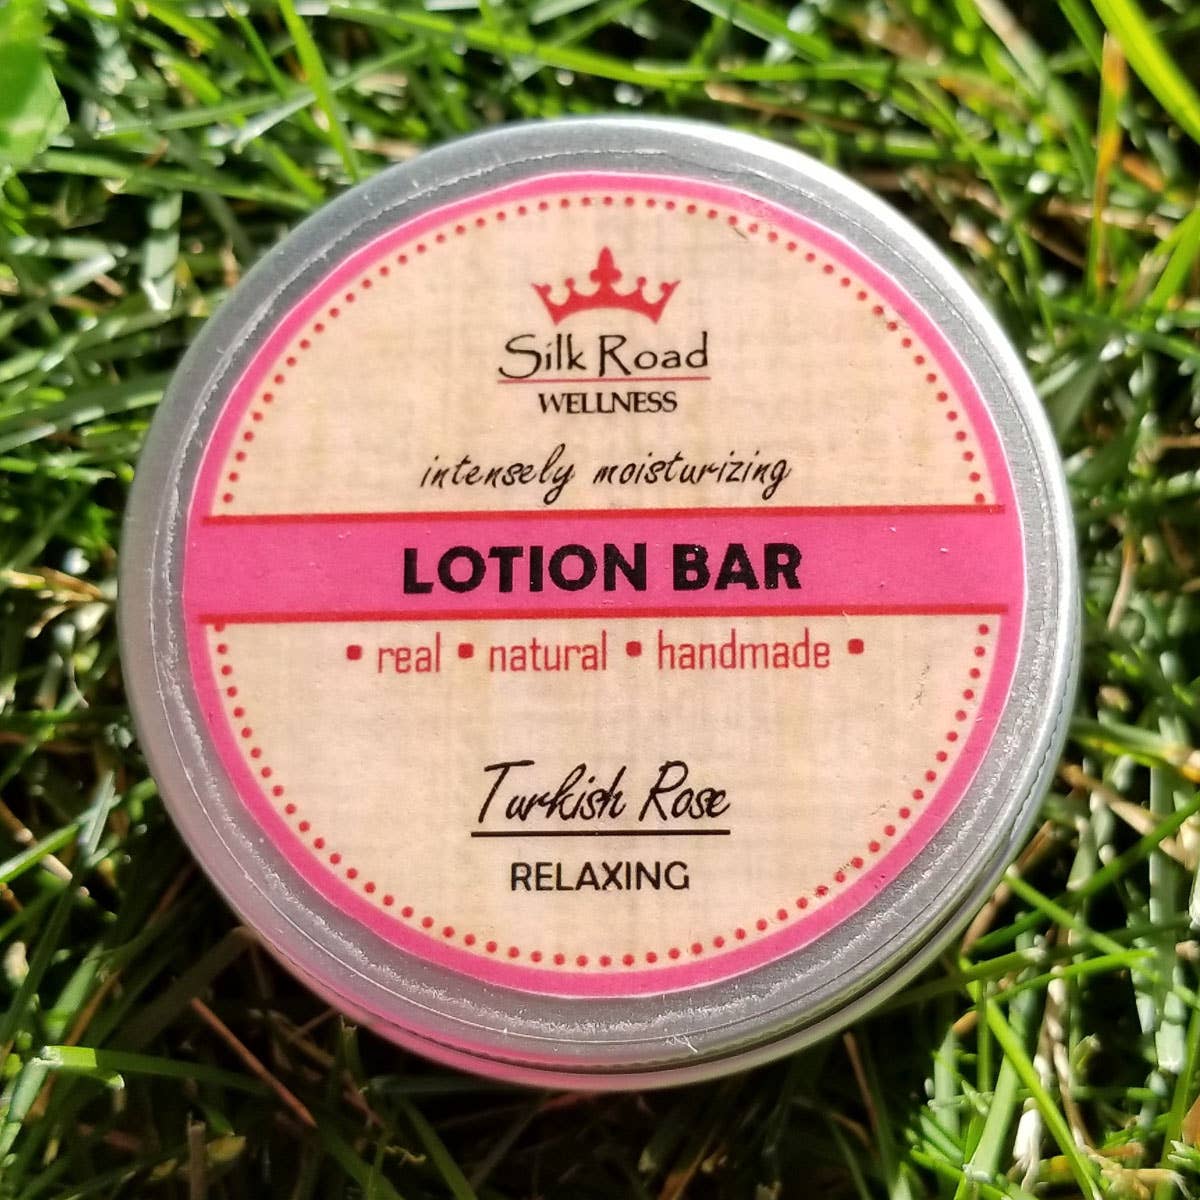 Silk Road
WELLNESS
intensely moisturizing
LOTION BAR
• real • natural • handmade •
Turkish Rose
RELAXING